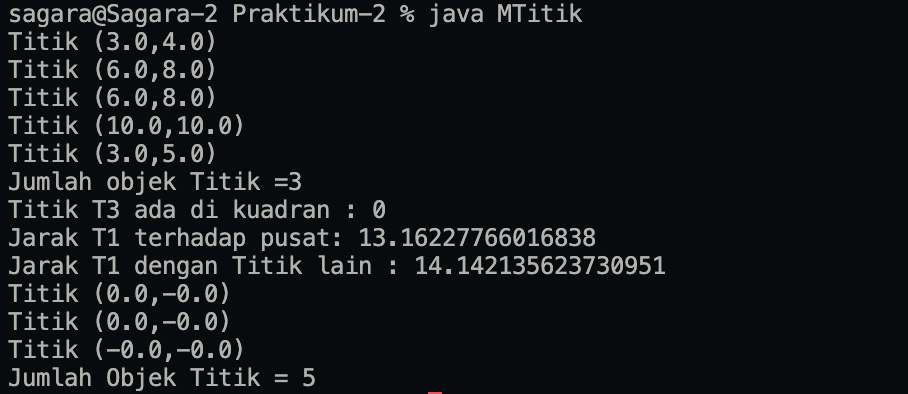 sagara@Sagara-2 Praktikum-2 % java MTitik
Titik (3.0,4.0)
Titik (6.0,8.0)
Titik (6.0,8.0)
Titik (10.0,10.0)
Titik (3.0,5.0)
Jumlah objek Titik =3
Titik T3 ada di kuadran : 0
Jarak T1 terhadap pusat: 13.16227766016838
Jarak T1 dengan Titik lain : 14.142135623730951
Titik (0.0,-0.0)
Titik (0.0,-0.0)
Titik (-0.0,-0.0)
Jumlah Objek Titik = 5